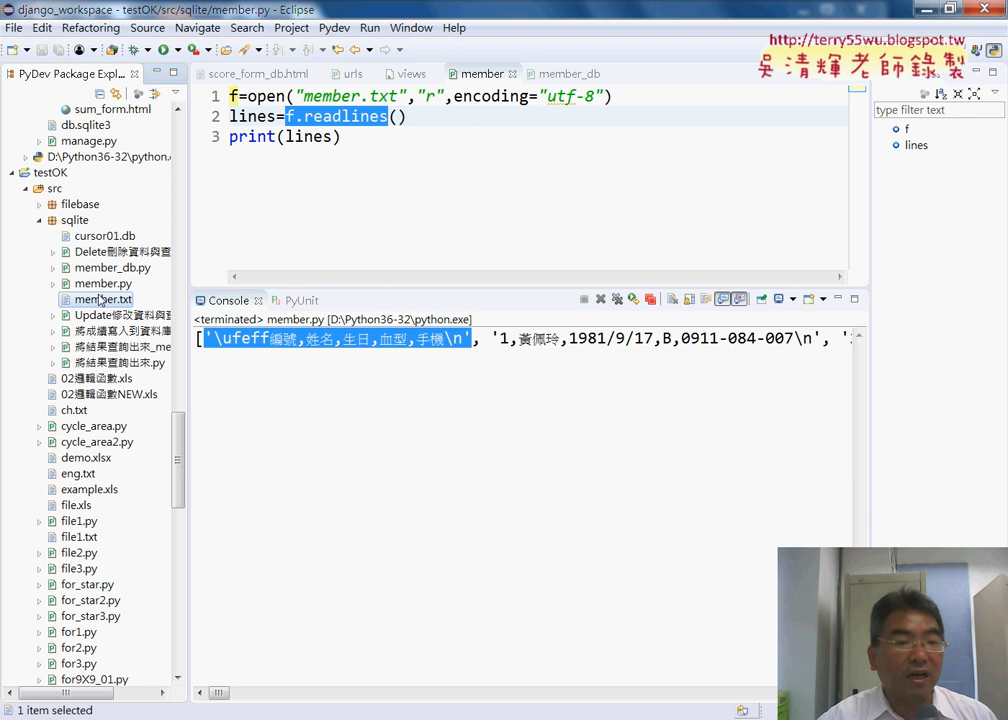 django_workspace - testOK/src/sqlite/member.py - Eclipse
File Edit Refactoring Source Navigate Search Project Pydev Run Window Help
http://terry55wu.blogspot.tw
吳清輝老師錄製
PyDev Package Expl...
score_form_db.html urls views member member_db
sum_form.html
db.sqlite3
manage.py
D:\Python36-32\python.
testOK
src
filebase
sqlite
cursor01.db
Delete刪除資料與查
member_db.py
member.py
member.txt
Update修改資料與查
將成績寫入到資料庫
將結果查詢出來_me
將結果查詢出來.py
02邏輯函數.xls
02邏輯函數NEW.xls
ch.txt
cycle_area.py
cycle_area2.py
demo.xlsx
eng.txt
example.xls
file.xls
file1.py
file1.txt
file2.py
file3.py
for_star.py
for_star2.py
for_star3.py
for1.py
for2.py
for3.py
for9X9_01.py
1 f=open("member.txt","r",encoding="utf-8")
2 lines=f.readlines()
3 print(lines)
type filter text
f
lines
Console PyUnit
<terminated> member.py [D:\Python36-32\python.exe]
['\ufeff編號,姓名,生日,血型,手機\n', '1,黃佩玲,1981/9/17,B,0911-084-007\n',
1 item selected